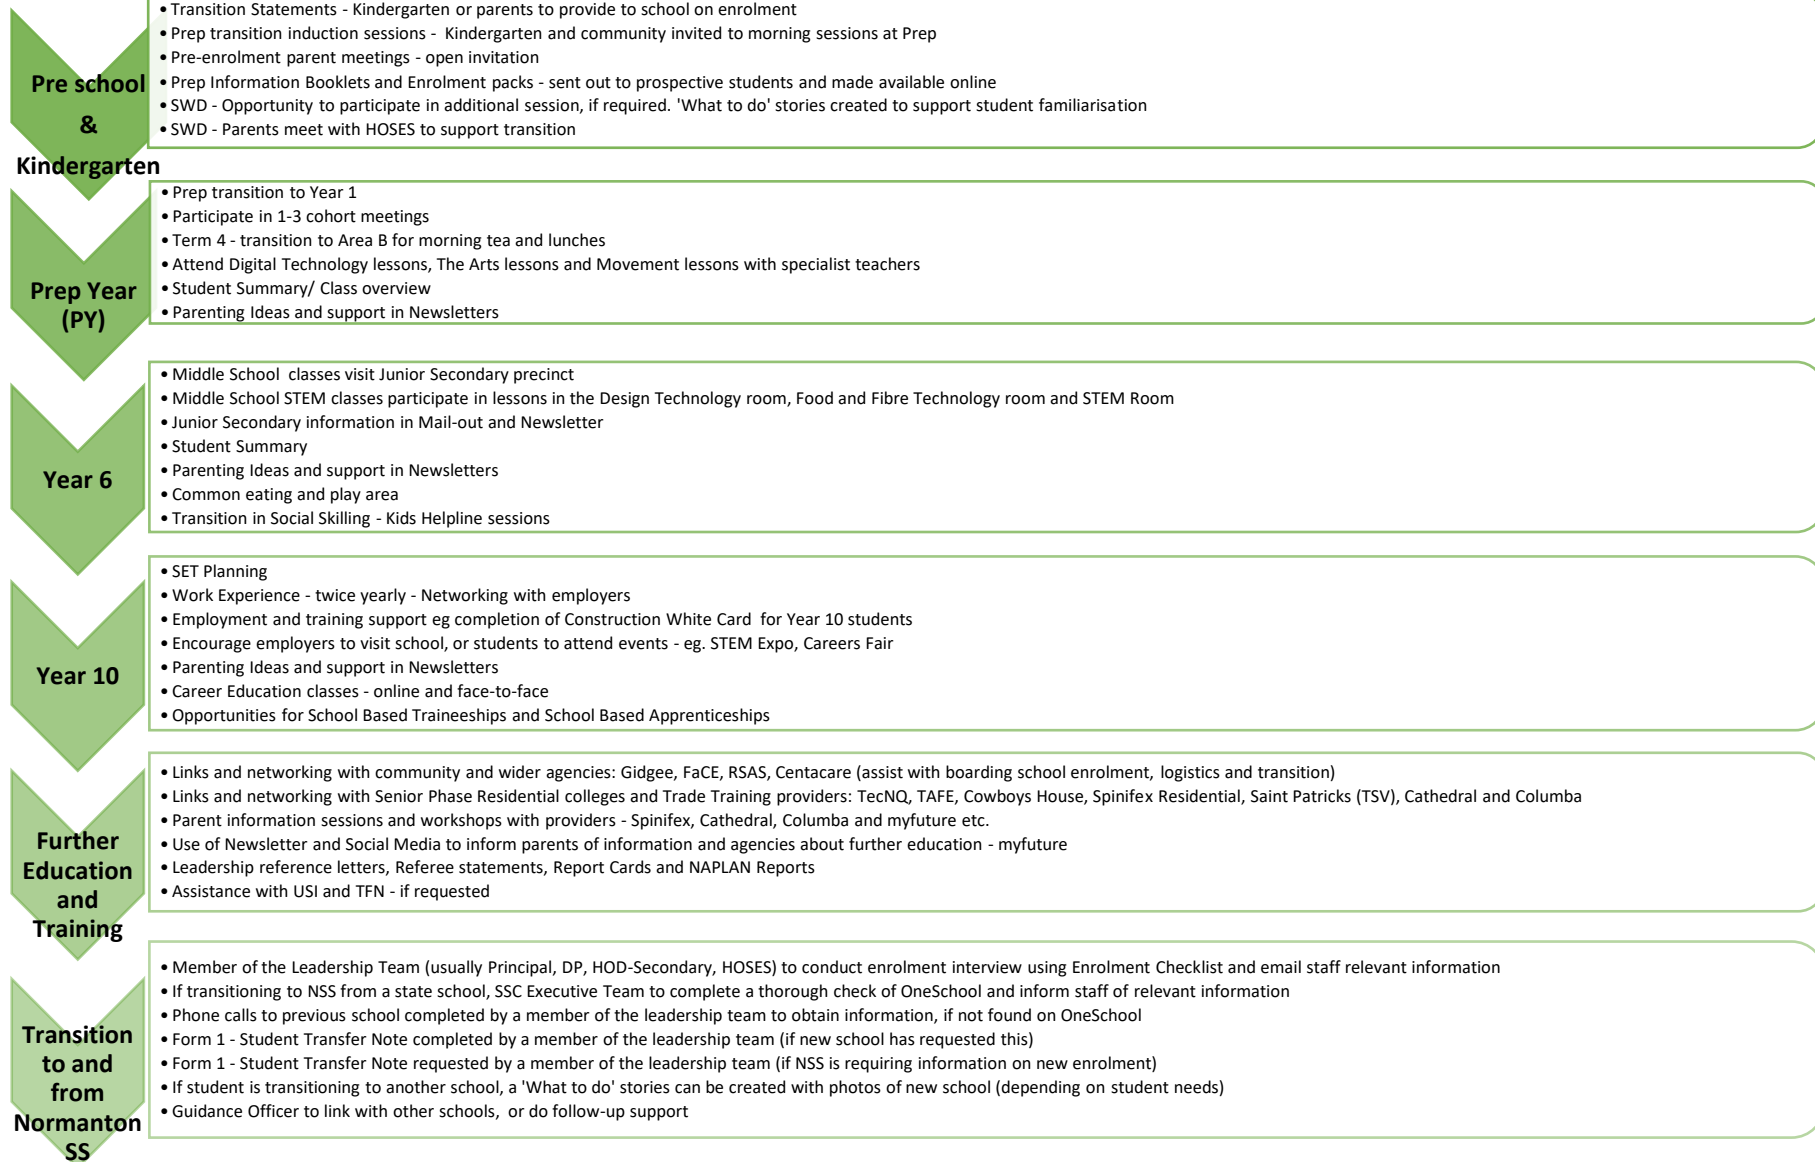 Pre school
&
Kindergarten
• Transition Statements - Kindergarten or parents to provide to school on enrolment
• Prep transition induction sessions - Kindergarten and community invited to morning sessions at Prep
• Pre-enrolment parent meetings - open invitation
• Prep Information Booklets and Enrolment packs - sent out to prospective students and made available online
• SWD - Opportunity to participate in additional session, if required. 'What to do' stories created to support student familiarisation
• SWD - Parents meet with HOSES to support transition
Prep Year
(PY)
• Prep transition to Year 1
• Participate in 1-3 cohort meetings
• Term 4 - transition to Area B for morning tea and lunches
• Attend Digital Technology lessons, The Arts lessons and Movement lessons with specialist teachers
• Student Summary/ Class overview
• Parenting Ideas and support in Newsletters
Year 6
• Middle School classes visit Junior Secondary precinct
• Middle School STEM classes participate in lessons in the Design Technology room, Food and Fibre Technology room and STEM Room
• Junior Secondary information in Mail-out and Newsletter
• Student Summary
• Parenting Ideas and support in Newsletters
• Common eating and play area
• Transition in Social Skilling - Kids Helpline sessions
Year 10
• SET Planning
• Work Experience - twice yearly - Networking with employers
• Employment and training support eg completion of Construction White Card for Year 10 students
• Encourage employers to visit school, or students to attend events - eg. STEM Expo, Careers Fair
• Parenting Ideas and support in Newsletters
• Career Education classes - online and face-to-face
• Opportunities for School Based Traineeships and School Based Apprenticeships
Further
Education
and
Training
• Links and networking with community and wider agencies: Gidgee, FaCE, RSAS, Centacare (assist with boarding school enrolment, logistics and transition)
• Links and networking with Senior Phase Residential colleges and Trade Training providers: TecNQ, TAFE, Cowboys House, Spinifex Residential, Saint Patricks (TSV), Cathedral and Columba
• Parent information sessions and workshops with providers - Spinifex, Cathedral, Columba and myfuture etc.
• Use of Newsletter and Social Media to inform parents of information and agencies about further education - myfuture
• Leadership reference letters, Referee statements, Report Cards and NAPLAN Reports
• Assistance with USI and TFN - if requested
Transition
to and
from
Normanton
SS
• Member of the Leadership Team (usually Principal, DP, HOD-Secondary, HOSES) to conduct enrolment interview using Enrolment Checklist and email staff relevant information
• If transitioning to NSS from a state school, SSC Executive Team to complete a thorough check of OneSchool and inform staff of relevant information
• Phone calls to previous school completed by a member of the leadership team to obtain information, if not found on OneSchool
• Form 1 - Student Transfer Note completed by a member of the leadership team (if new school has requested this)
• Form 1 - Student Transfer Note requested by a member of the leadership team (if NSS is requiring information on new enrolment)
• If student is transitioning to another school, a 'What to do' stories can be created with photos of new school (depending on student needs)
• Guidance Officer to link with other schools, or do follow-up support